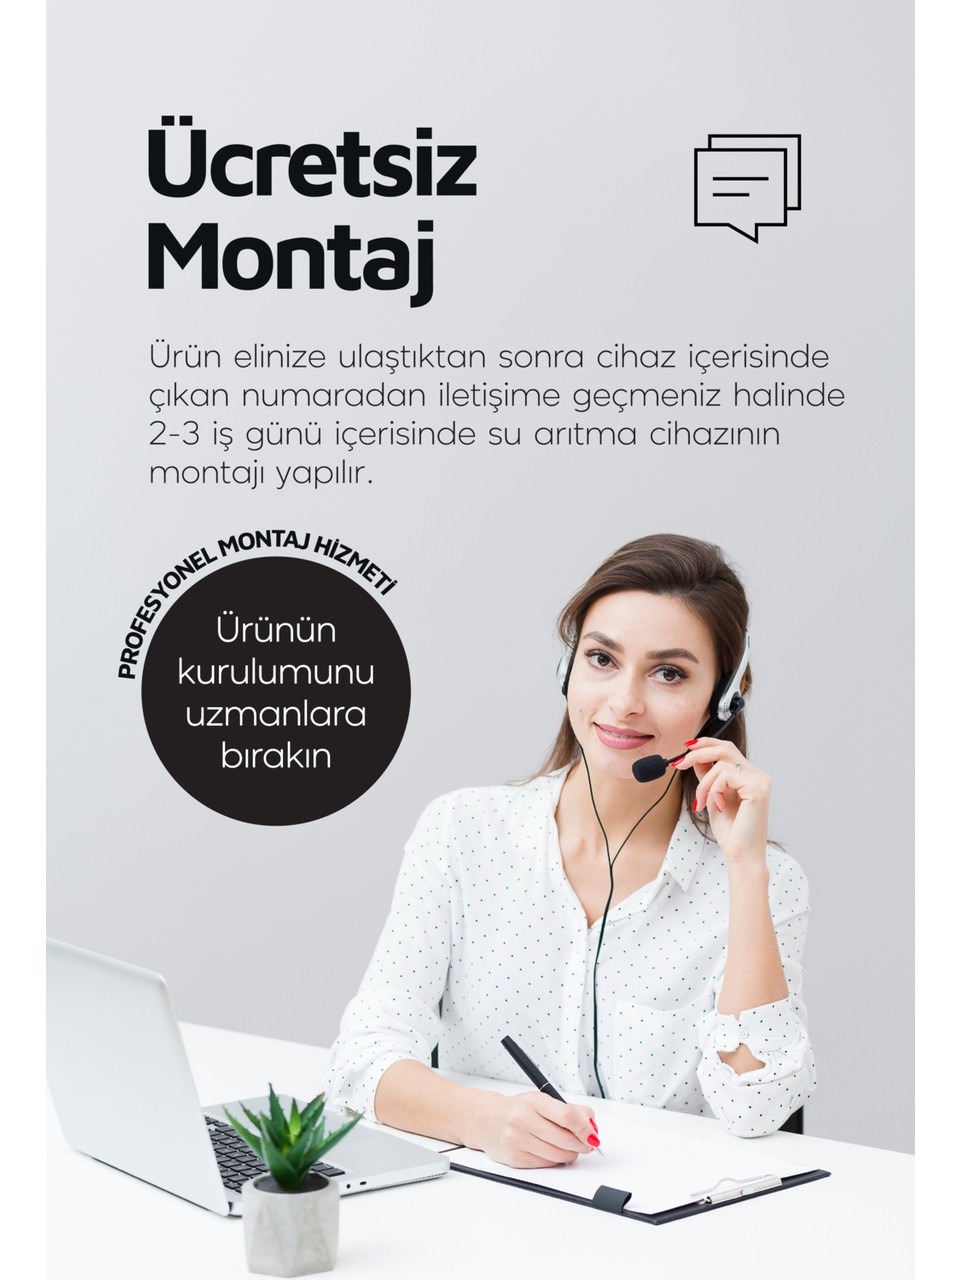 Ücretsiz
Montaj
Ürün elinize ulaştıktan sonra cihaz içerisinde
çıkan numaradan iletişime geçmeniz halinde
2-3 iş günü içerisinde su arıtma cihazının
montajı yapılır.
PROFESYONEL MONTAJ HİZMETİ
Ürünün
kurulumunu
uzmanlara
bırakın